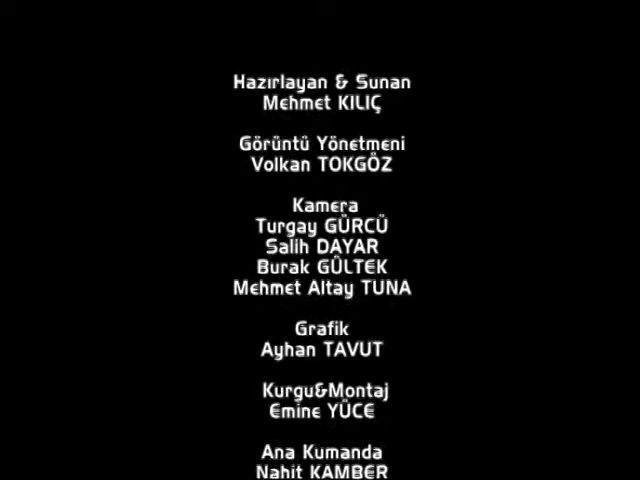 Hazırlayan & Sunan
Mehmet KILIÇ
Görüntü Yönetmeni
Volkan TOKGÖZ
Kamera
Turgay GÜRCÜ
Salih DAYAR
Burak GÜLTEK
Mehmet Altay TUNA
Grafik
Ayhan TAVUT
Kurgu&Montaj
Emine YÜCE
Ana Kumanda
Nahit KAMBER